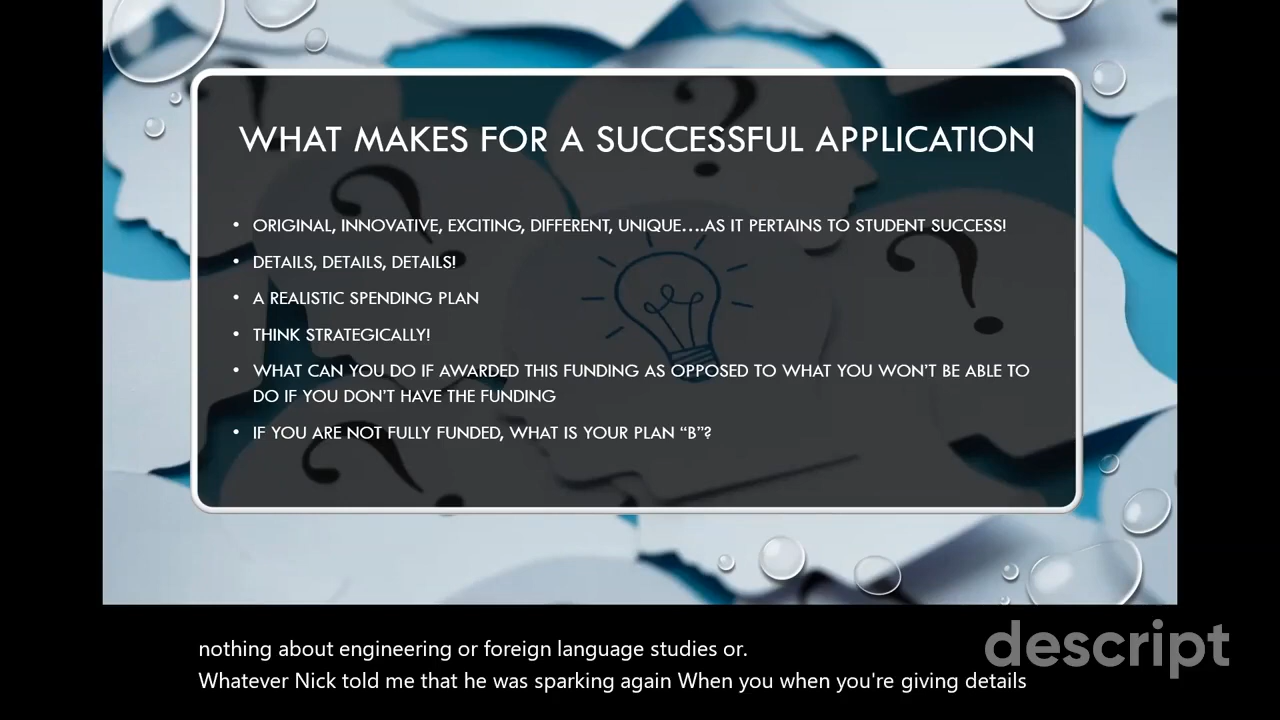 WHAT MAKES FOR A SUCCESSFUL APPLICATION
• ORIGINAL, INNOVATIVE, EXCITING, DIFFERENT, UNIQUE....AS IT PERTAINS TO STUDENT SUCCESS!
• DETAILS, DETAILS, DETAILS!
• A REALISTIC SPENDING PLAN
• THINK STRATEGICALLY!
• WHAT CAN YOU DO IF AWARDED THIS FUNDING AS OPPOSED TO WHAT YOU WON'T BE ABLE TO
DO IF YOU DON'T HAVE THE FUNDING
• IF YOU ARE NOT FULLY FUNDED, WHAT IS YOUR PLAN “B”?
nothing about engineering or foreign language studies or.
Whatever Nick told me that he was sparking again When you when you're giving details
descript